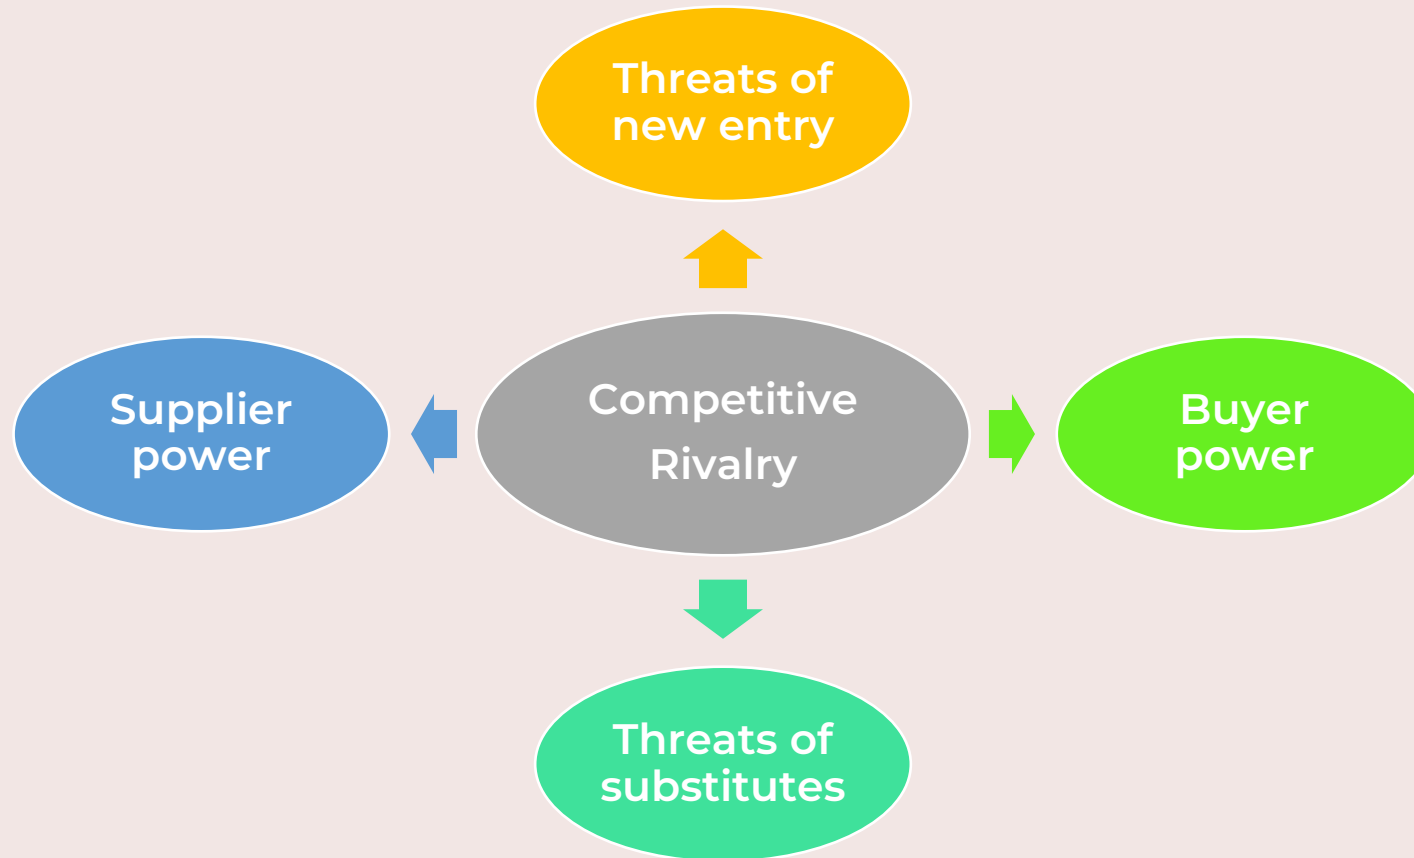 Threats of
new entry
Supplier
power
Competitive
Rivalry
Buyer
power
Threats of
substitutes